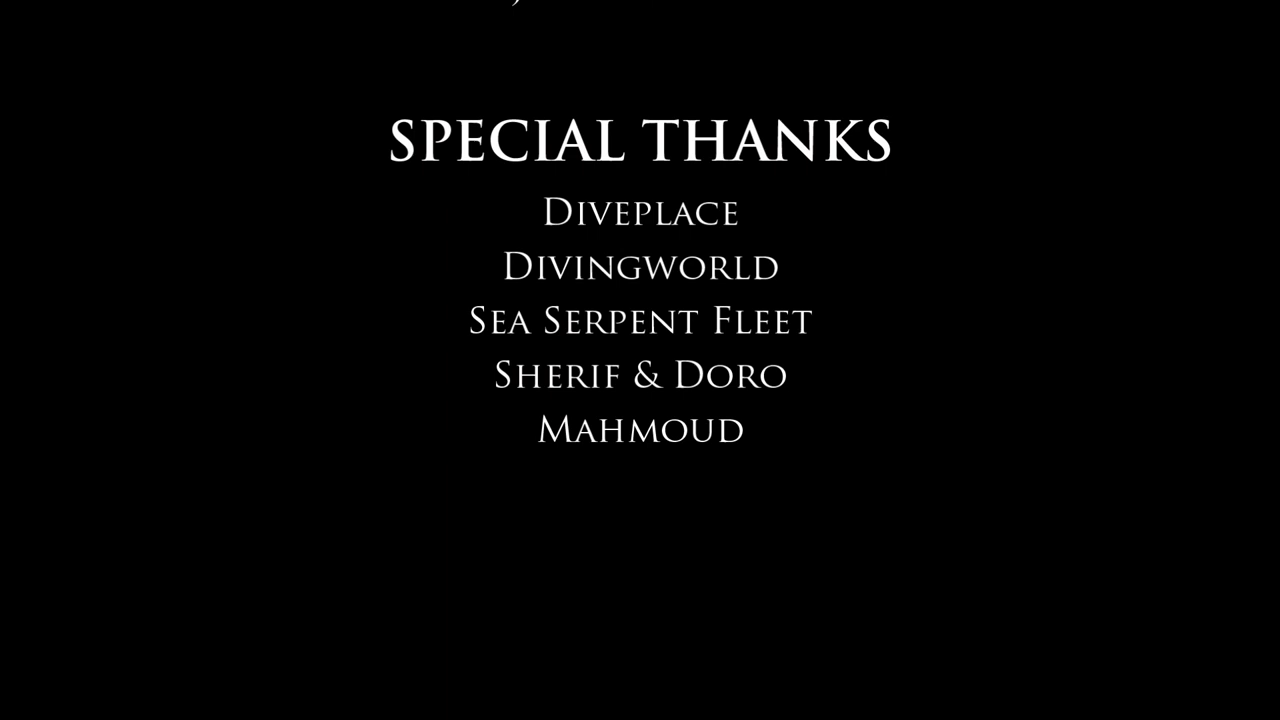 SPECIAL THANKS
DIVEPLACE
DIVINGWORLD
SEA SERPENT FLEET
SHERIF & DORO
MAHMOUD